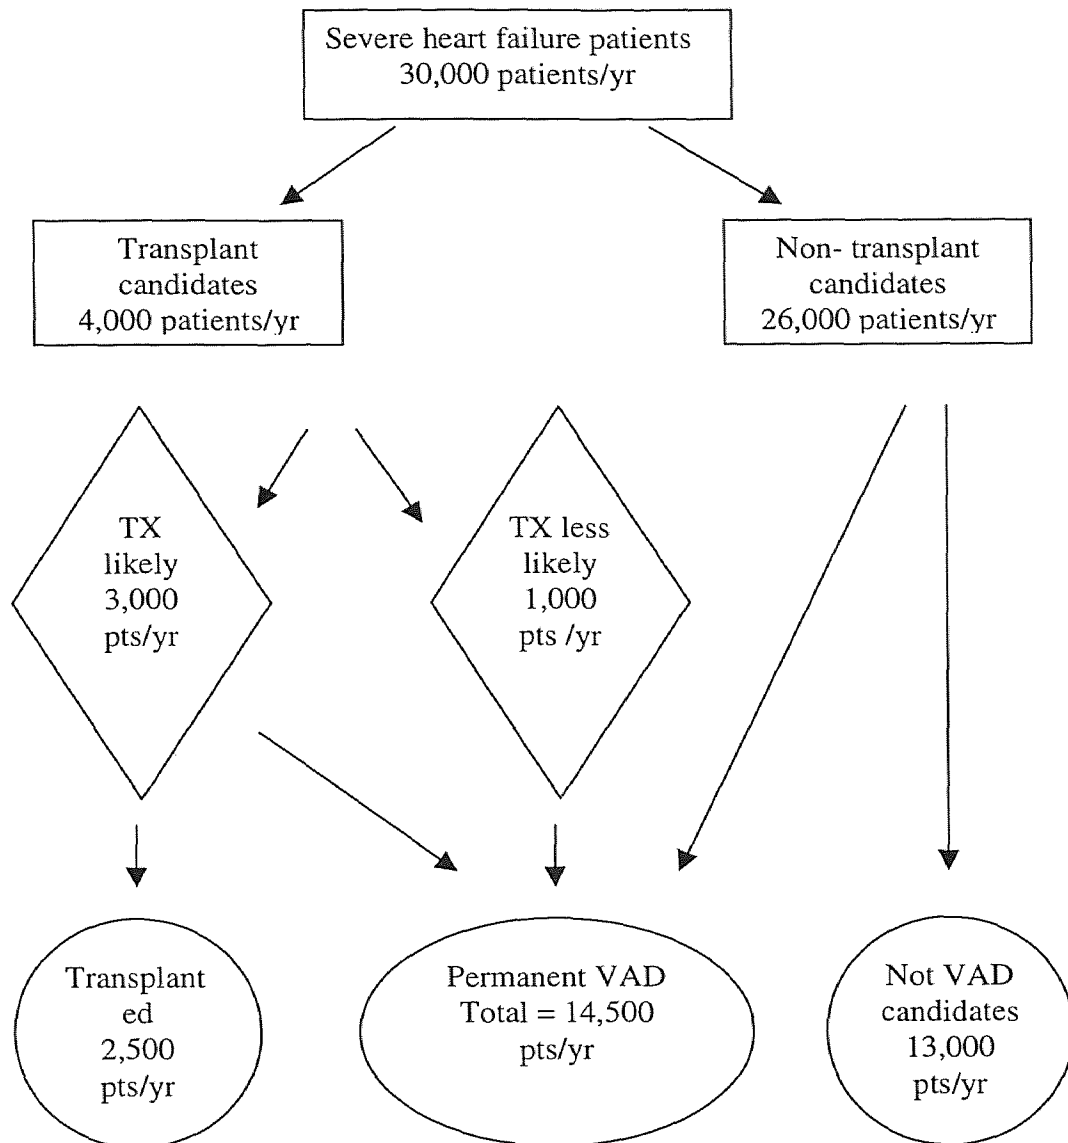 Severe heart failure patients
30,000 patients/yr
Transplant
candidates
4,000 patients/yr
Non- transplant
candidates
26,000 patients/yr
TX
likely
3,000
pts/yr
TX less
likely
1,000
pts /yr
Transplant
ed
2,500
pts/yr
Permanent VAD
Total = 14,500
pts/yr
Not VAD
candidates
13,000
pts/yr